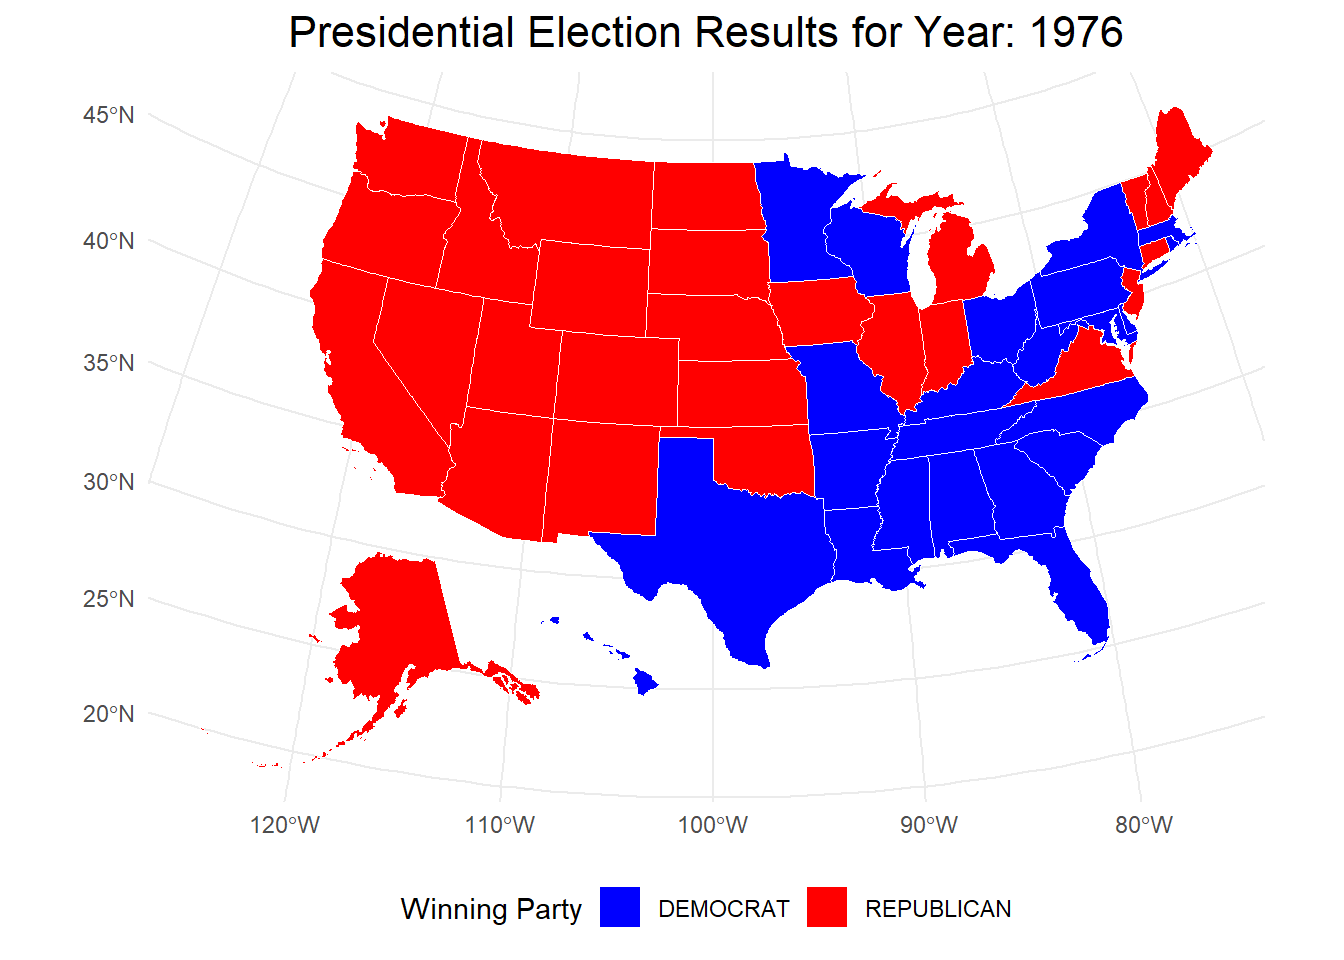 Presidential Election Results for Year: 1976
45°N
40°N
35°N
30°N
25°N
20°N
120°W 110°W 100°W 90°W 80°W
Winning Party DEMOCRAT REPUBLICAN